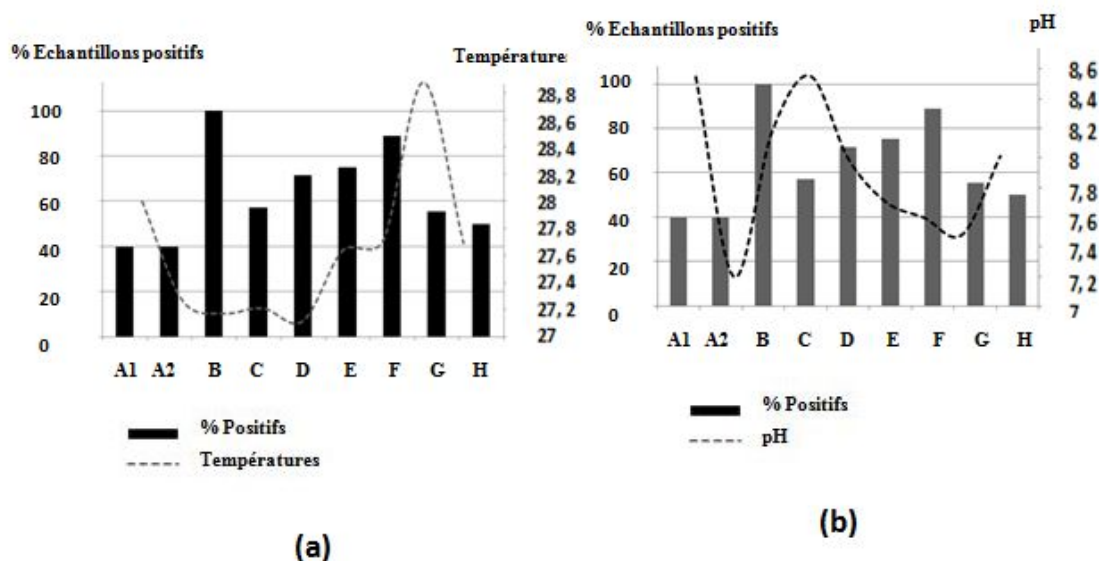 % Echantillons positifs
Températures
100
80
60
40
20
0
28,8
28,6
28,4
28,2
28
27,8
27,6
27,4
27,2
27
A1 A2 B C D E F G H
% Positifs
Températures
(a)
% Echantillons positifs
pH
100
80
60
40
20
0
8,6
8,4
8,2
8
7,8
7,6
7,4
7,2
7
A1 A2 B C D E F G H
% Positifs
pH
(b)